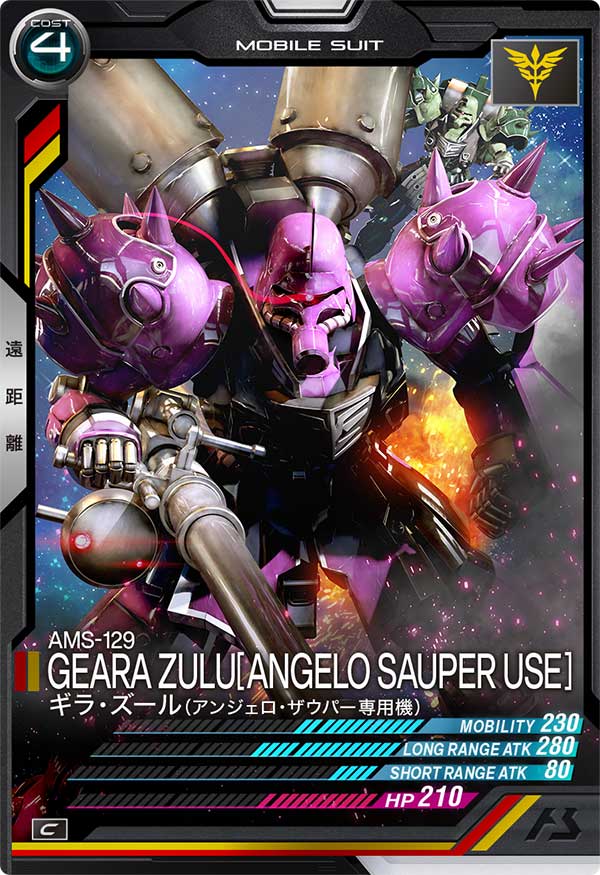 COST
4
MOBILE SUIT
遠距離
AMS-129
GEARA ZULU[ANGELO SAUPER USE]
ギラ・ズール(アンジェロ・ザウパー専用機)
MOBILITY 230
LONG RANGE ATK 280
SHORT RANGE ATK 80
HP 210
C